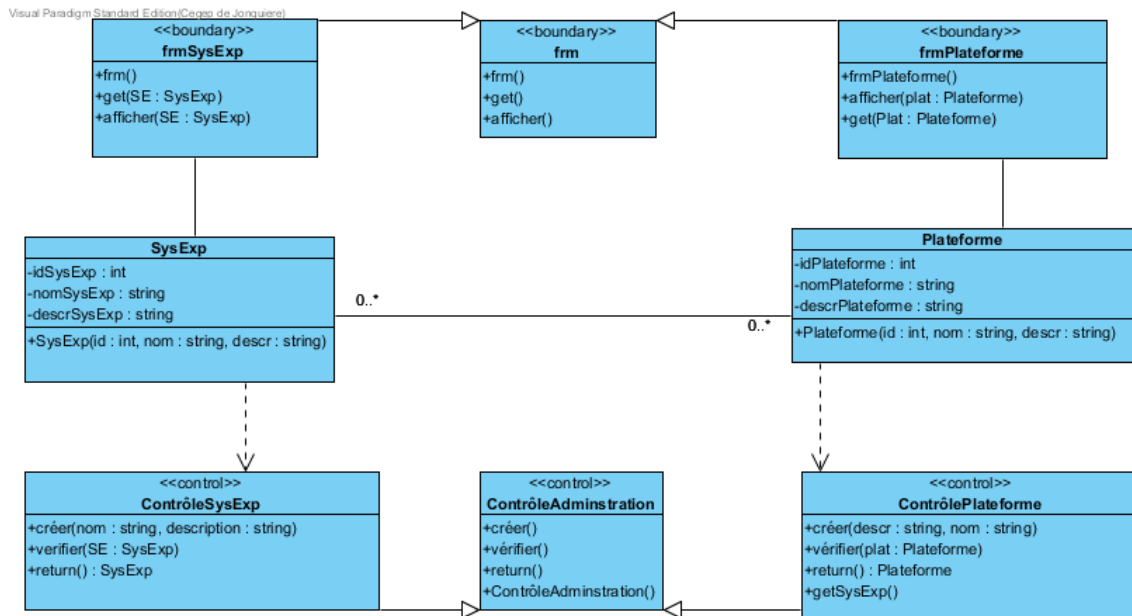 Visual Paradigm Standard Edition(Cegep de Jonquiere)
<<boundary>>
frmSysExp
+frm()
+get(SE : SysExp)
+afficher(SE : SysExp)
<<boundary>>
frm
+frm()
+get()
+afficher()
<<boundary>>
frmPlateforme
+frmPlateforme()
+afficher(plat : Plateforme)
+get(Plat : Plateforme)
SysExp
-idSysExp : int
-nomSysExp : string
-descrSysExp : string
+SysExp(id : int, nom : string, descr : string)
0..*
0..*
Plateforme
-idPlateforme : int
-nomPlateforme : string
-descrPlateforme : string
+Plateforme(id : int, nom : string, descr : string)
<<control>>
ContrôleSysExp
+créer(nom : string, description : string)
+verifier(SE : SysExp)
+return() : SysExp
<<control>>
ContrôleAdminstration
+créer()
+vérifier()
+return()
+ContrôleAdminstration()
<<control>>
ContrôlePlateforme
+créer(descr : string, nom : string)
+vérifier(plat : Plateforme)
+return() : Plateforme
+getSysExp()